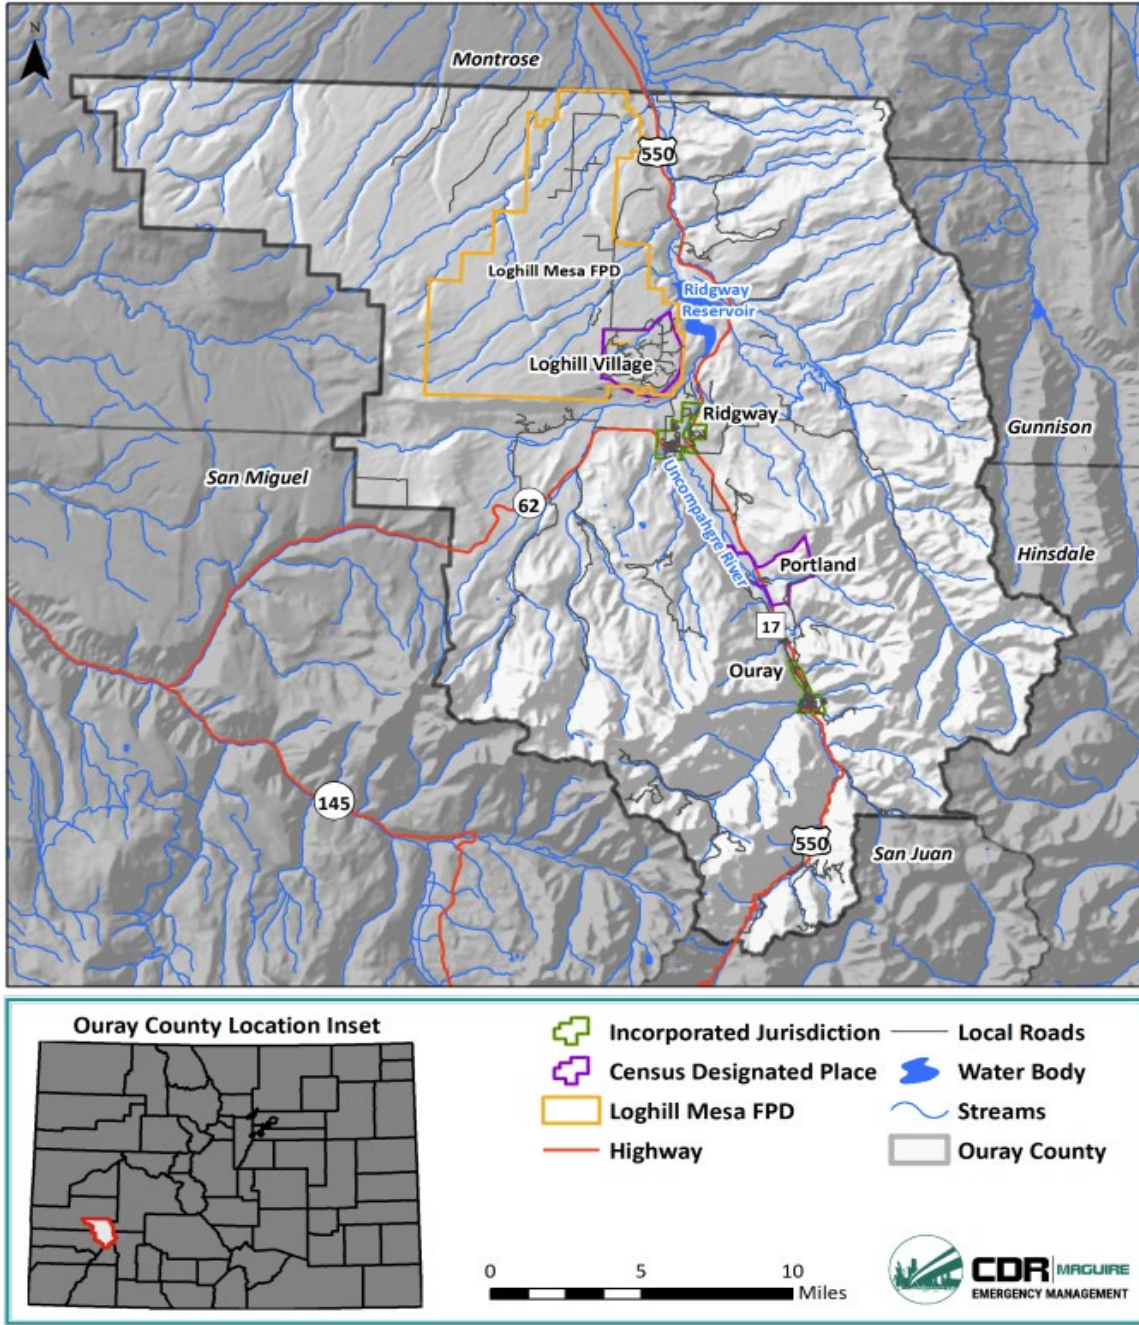 N
Montrose
550
Loghill Mesa FPD
Ridgway
Reservoir
Loghill Village
Ridgway
Gunnison
San Miguel
62
Uncompahgre River
Hinsdale
Portland
17
Ouray
145
550
San Juan
Ouray County Location Inset
Incorporated Jurisdiction
Census Designated Place
Loghill Mesa FPD
Highway
Local Roads
Water Body
Streams
Ouray County
0 5 10
Miles
CDR MAGUIRE
EMERGENCY MANAGEMENT